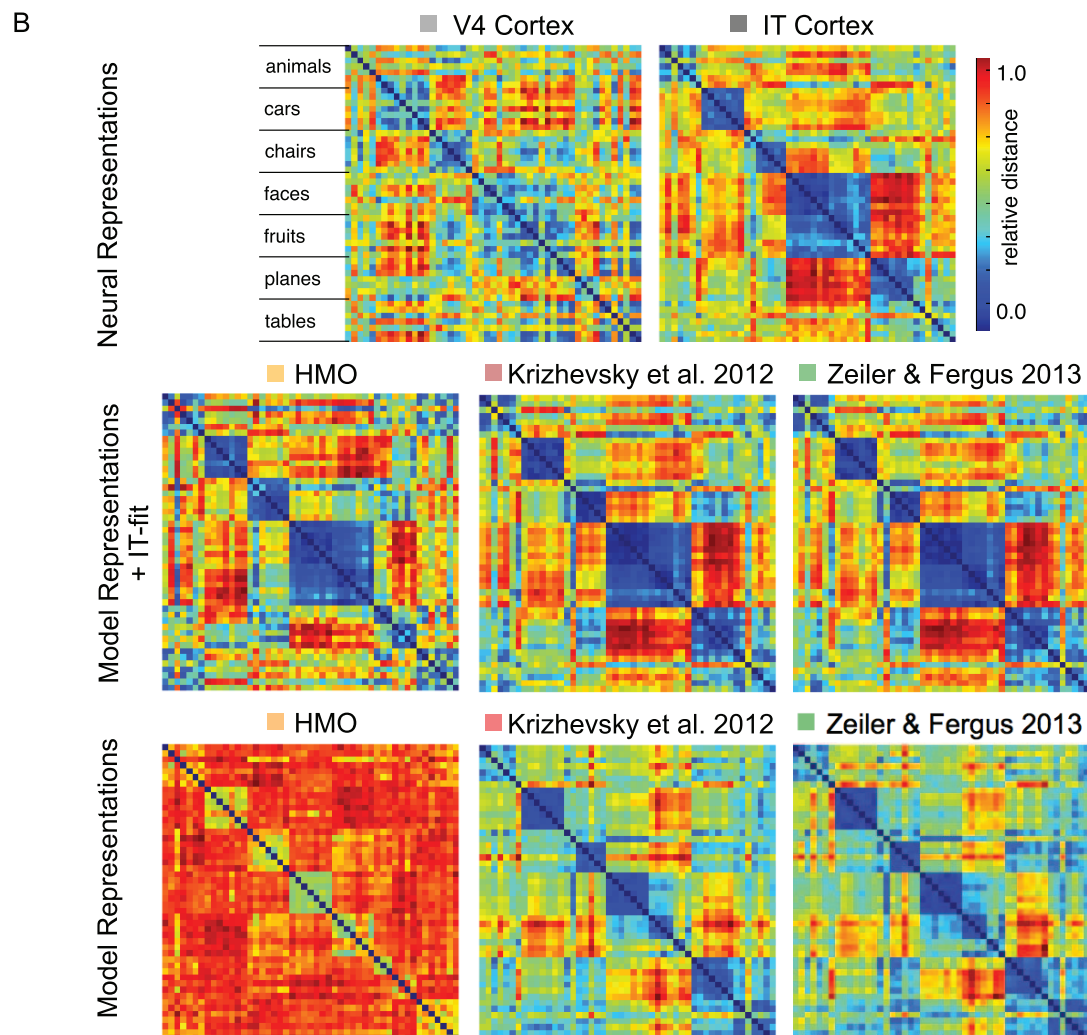 B
V4 Cortex
IT Cortex
Neural Representations
animals
cars
chairs
faces
fruits
planes
tables
1.0
relative distance
0.0
HMO
Krizhevsky et al. 2012
Zeiler & Fergus 2013
Model Representations
+ IT-fit
HMO
Krizhevsky et al. 2012
Zeiler & Fergus 2013
Model Representations